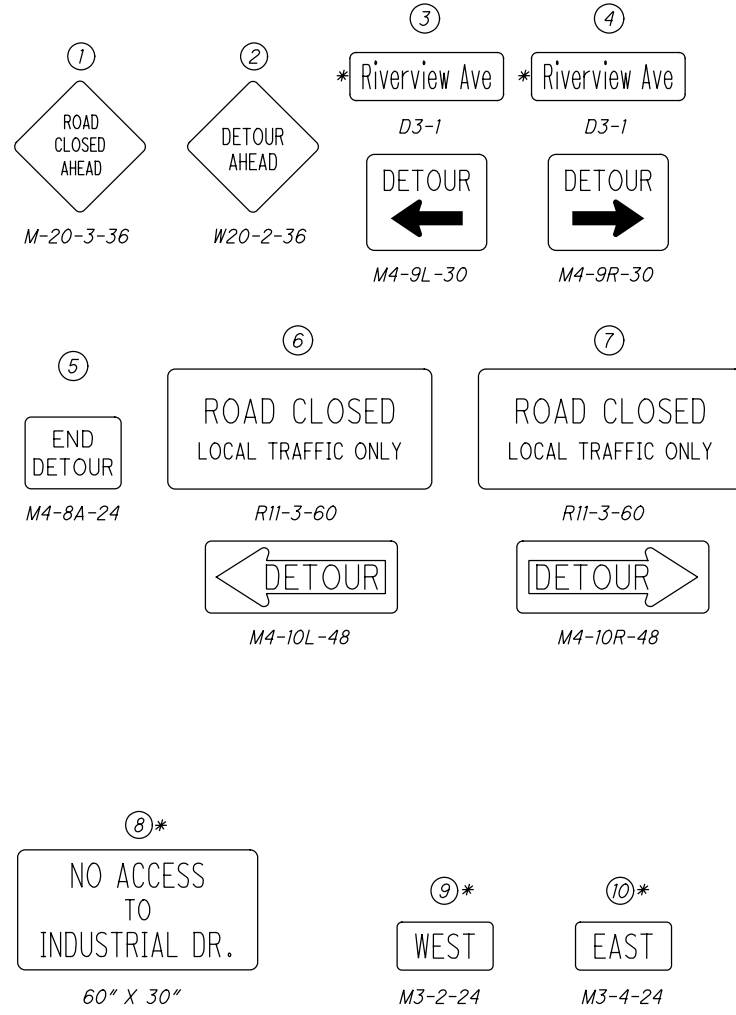 1
ROAD
CLOSED
AHEAD
M-20-3-36
2
DETOUR
AHEAD
W20-2-36
3
* Riverview Ave
D3-1
DETOUR
M4-9L-30
4
* Riverview Ave
D3-1
DETOUR
M4-9R-30
5
END
DETOUR
M4-8A-24
6
ROAD CLOSED
LOCAL TRAFFIC ONLY
R11-3-60
DETOUR
M4-10L-48
7
ROAD CLOSED
LOCAL TRAFFIC ONLY
R11-3-60
DETOUR
M4-10R-48
8*
NO ACCESS
TO
INDUSTRIAL DR.
60" X 30"
9*
WEST
M3-2-24
10*
EAST
M3-4-24